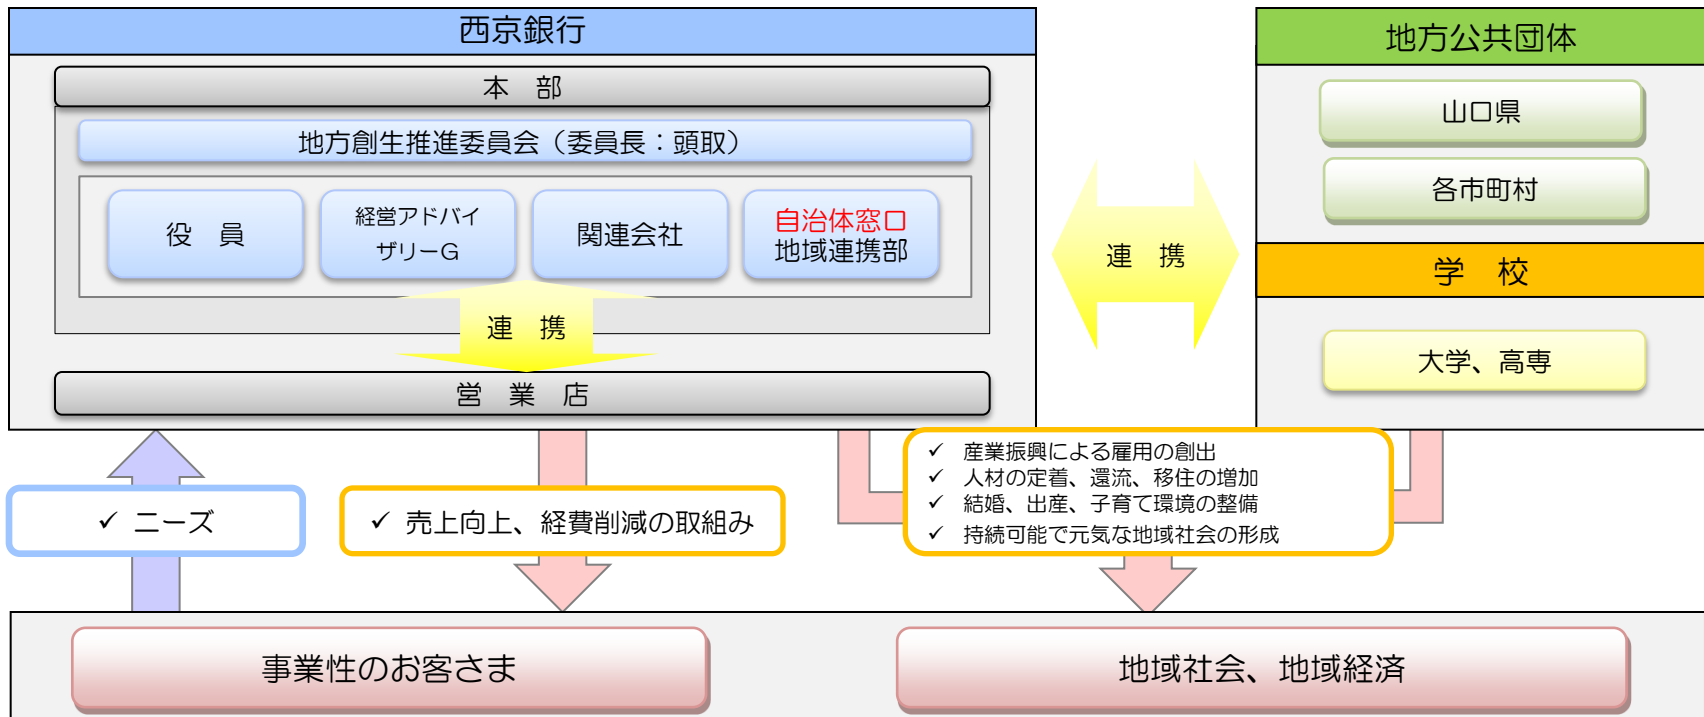 西京銀行
本　部
地方創生推進委員会（委員長：頭取）
役　員
経営アドバイ
ザリーＧ
関連会社
自治体窓口
地域連携部
連　携
営　業　店
連　携
地方公共団体
山口県
各市町村
学　校
大学、高専
✓ ニーズ
✓ 売上向上、経費削減の取組み
✓ 産業振興による雇用の創出
✓ 人材の定着、還流、移住の増加
✓ 結婚、出産、子育て環境の整備
✓ 持続可能で元気な地域社会の形成
事業性のお客さま
地域社会、地域経済